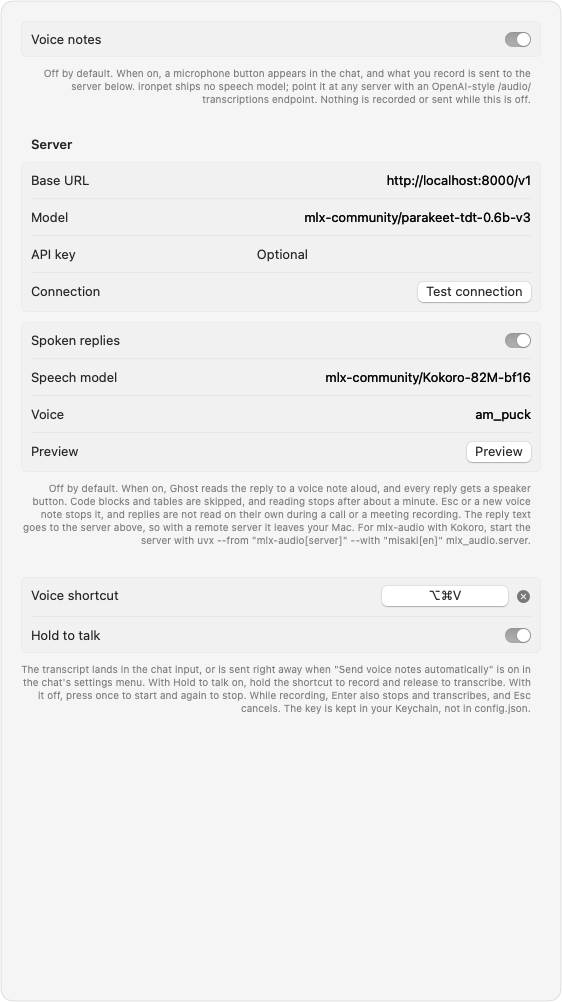 Voice notes
Off by default. When on, a microphone button appears in the chat, and what you record is sent to the
server below. ironpet ships no speech model; point it at any server with an OpenAI-style /audio/
transcriptions endpoint. Nothing is recorded or sent while this is off.
Server
Base URL http://localhost:8000/v1
Model mlx-community/parakeet-tdt-0.6b-v3
API key Optional
Connection Test connection
Spoken replies
Speech model mlx-community/Kokoro-82M-bf16
Voice am_puck
Preview Preview
Off by default. When on, Ghost reads the reply to a voice note aloud, and every reply gets a speaker
button. Code blocks and tables are skipped, and reading stops after about a minute. Esc or a new voice
note stops it, and replies are not read on their own during a call or a meeting recording. The reply text
goes to the server above, so with a remote server it leaves your Mac. For mlx-audio with Kokoro, start the
server with uvx --from "mlx-audio[server]" --with "misaki[en]" mlx_audio.server.
Voice shortcut ⌥⌘V
Hold to talk
The transcript lands in the chat input, or is sent right away when "Send voice notes automatically" is on in
the chat's settings menu. With Hold to talk on, hold the shortcut to record and release to transcribe. With
it off, press once to start and again to stop. While recording, Enter also stops and transcribes, and Esc
cancels. The key is kept in your Keychain, not in config.json.